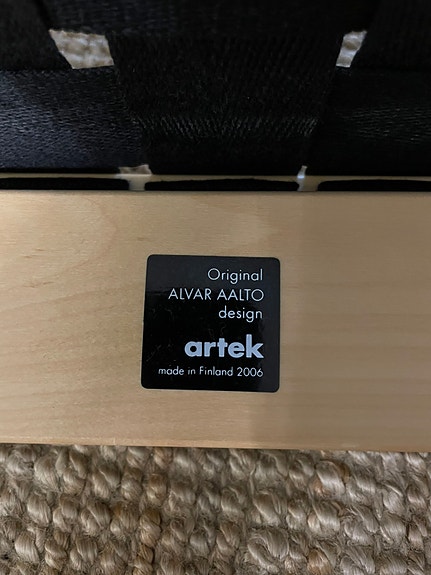 Original
ALVAR AALTO
design
artek
made in Finland 2006